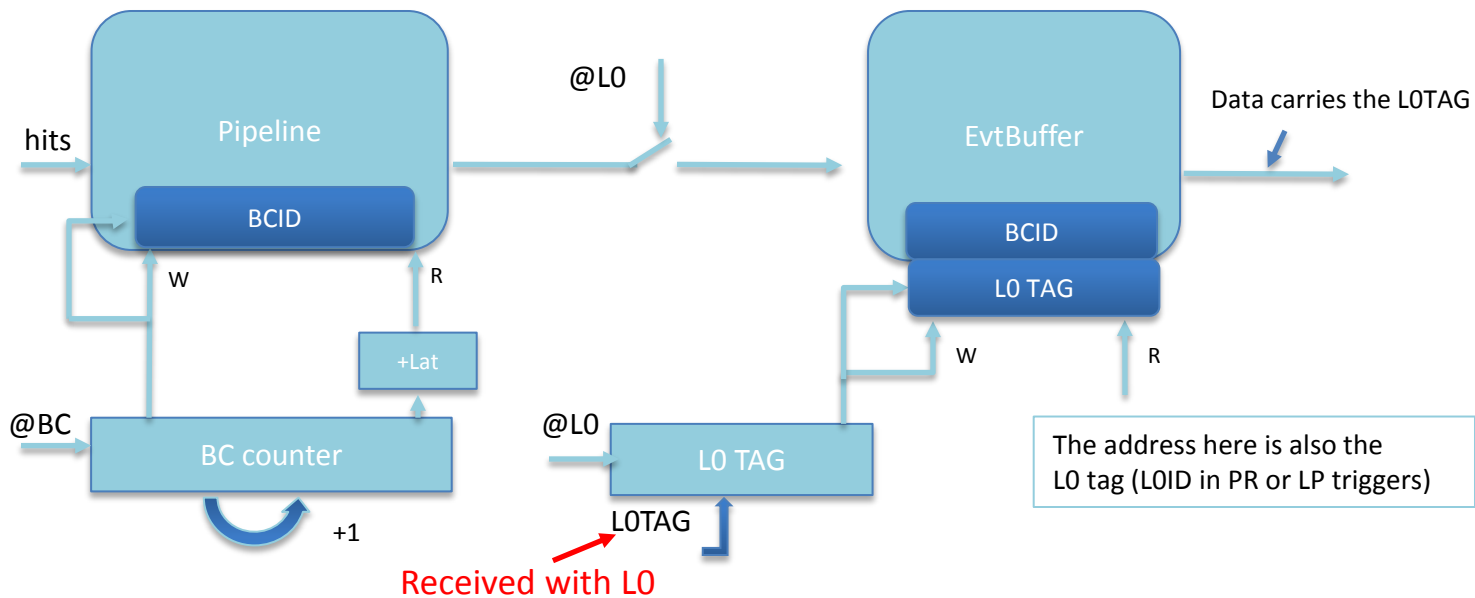 @L0
Data carries the L0TAG
Pipeline
EvtBuffer
hits
BCID
BCID
W
R
L0 TAG
+Lat
W
R
@BC
BC counter
@L0
L0 TAG
The address here is also the
L0 tag (L0ID in PR or LP triggers)
+1
L0TAG
Received with L0